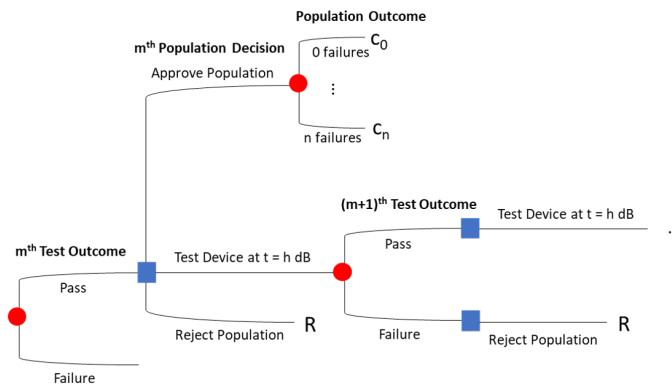 Population Outcome
C0
0 failures
mth Population Decision
Approve Population
⋮
n failures
Cn
(m+1)th Test Outcome
Test Device at t = h dB
.
Pass
mth Test Outcome
Test Device at t = h dB
Pass
Reject Population
R
Failure
Reject Population
R
Failure